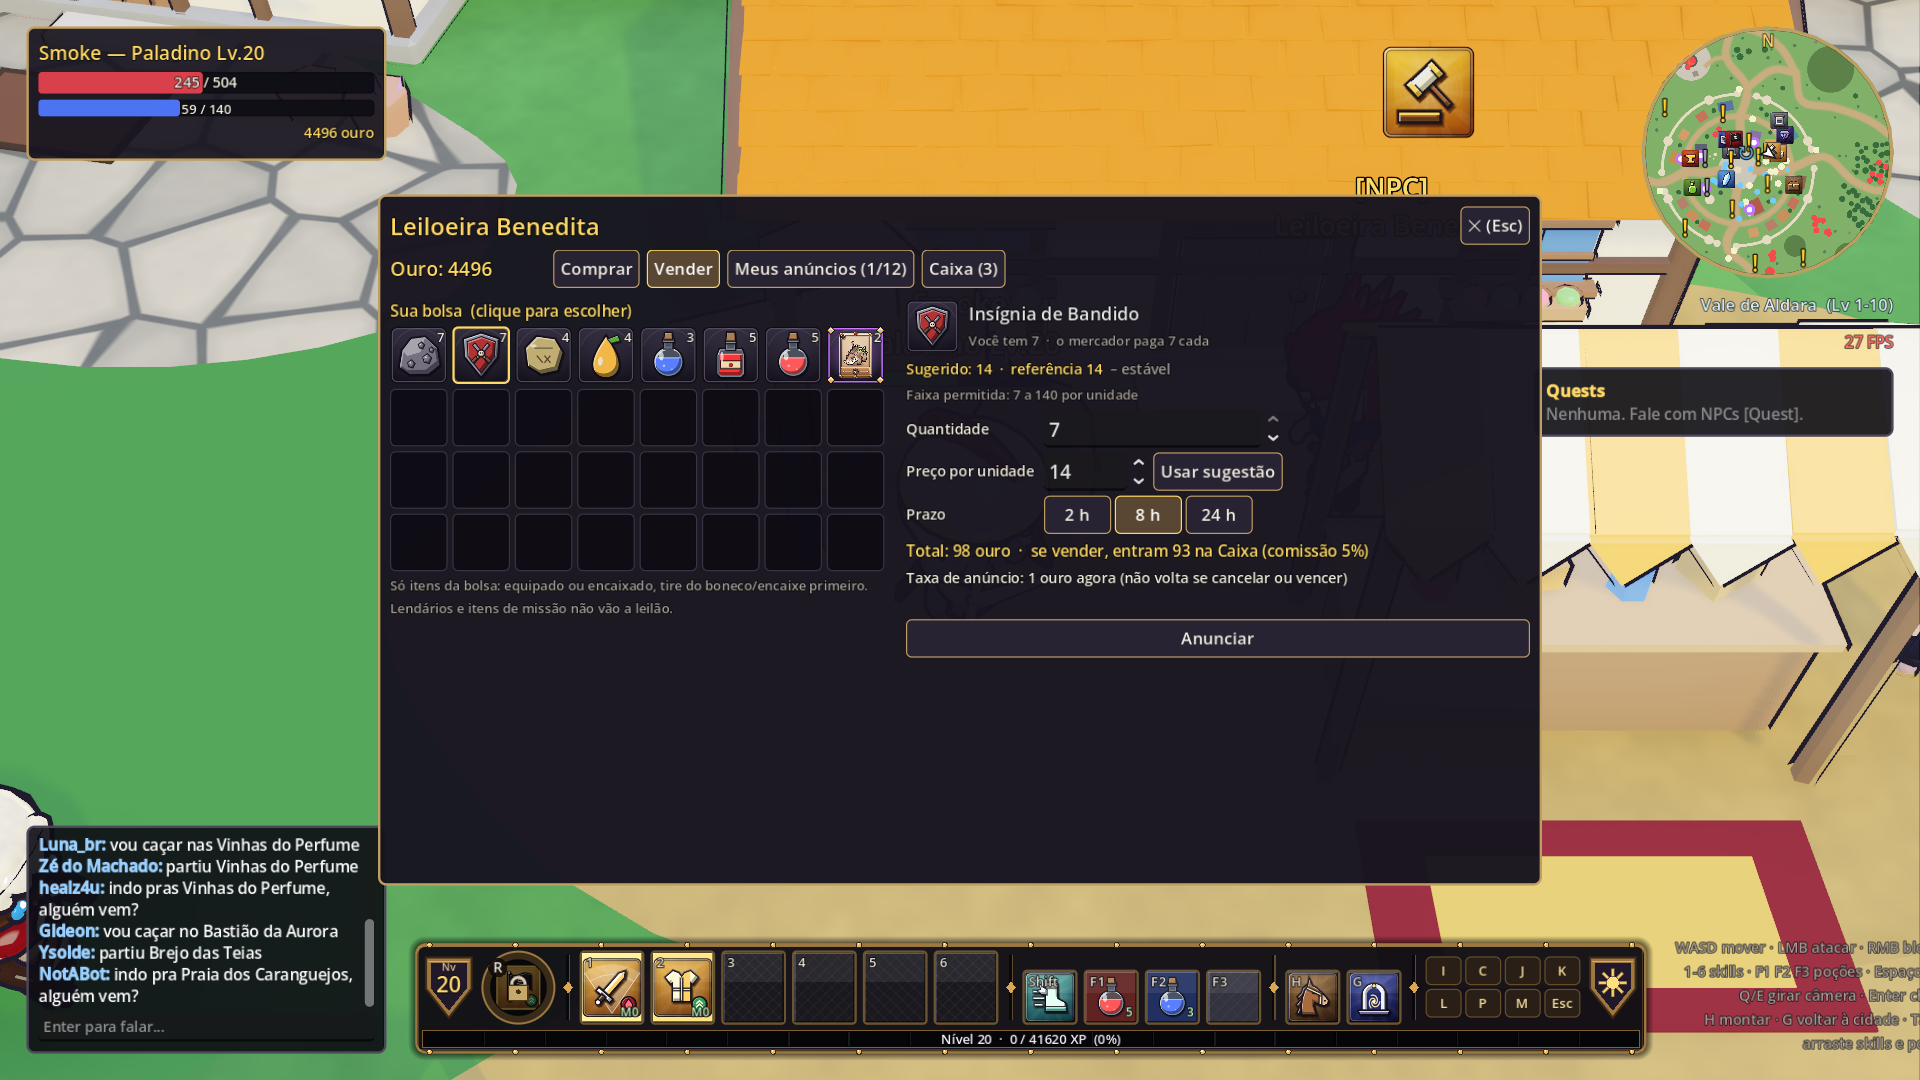 Smoke — Paladino Lv.20
245 / 504
59 / 140
4496 ouro
N
[NPC]
Leiloeira Benedita
× (Esc)
Ouro: 4496
Comprar
Vender
Meus anúncios (1/12)
Caixa (3)
Sua bolsa (clique para escolher)
7
7
4
4
3
5
5
2
Insígnia de Bandido
Você tem 7 · o mercador paga 7 cada
Sugerido: 14 · referência 14 – estável
Faixa permitida: 7 a 140 por unidade
Quantidade
7
Preço por unidade
14
Usar sugestão
Prazo
2 h
8 h
24 h
Total: 98 ouro · se vender, entram 93 na Caixa (comissão 5%)
Taxa de anúncio: 1 ouro agora (não volta se cancelar ou vencer)
Só itens da bolsa: equipado ou encaixado, tire do boneco/encaixe primeiro.
Lendários e itens de missão não vão a leilão.
Anunciar
Vale de Aldara (Lv 1-10)
27 FPS
Quests
Nenhuma. Fale com NPCs [Quest].
Luna_br: vou caçar nas Vinhas do Perfume
Zé do Machado: partiu Vinhas do Perfume
healz4u: indo pras Vinhas do Perfume,
alguém vem?
Gideon: vou caçar no Bastião da Aurora
Ysolde: partiu Brejo das Teias
NotABot: indo pra Praia dos Caranguejos,
alguém vem?
Enter para falar...
Nv
20
R
1
M0
2
M0
3
4
5
6
Shift
F1
5
F2
3
F3
H
G
I
C
J
K
L
P
M
Esc
Nível 20 · 0 / 41620 XP (0%)
WASD mover · LMB atacar · RMB
1-6 skills · F1 F2 F3 poções ·
Q/E girar câmera · Enter
H montar · G voltar à cidade ·
arraste skills e